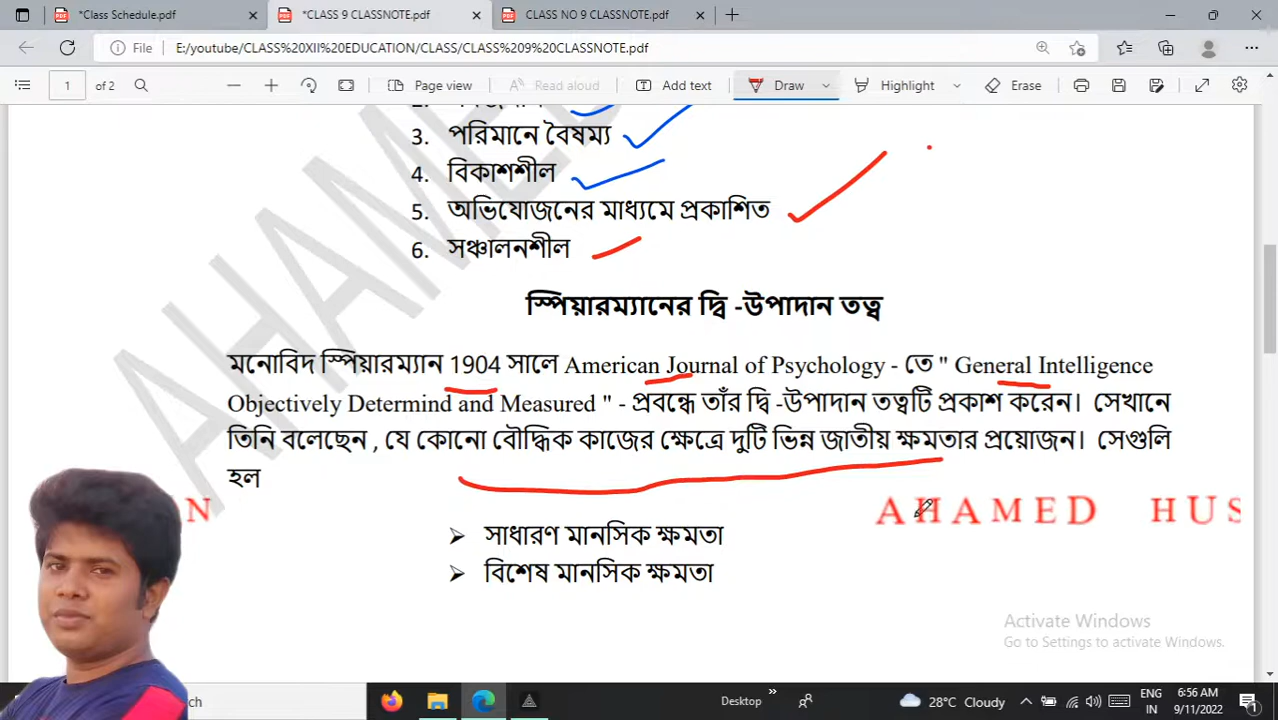 *Class Schedule.pdf
*CLASS 9 CLASSNOTE.pdf
CLASS NO 9 CLASSNOTE.pdf
File E:/youtube/CLASS%20XII%20EDUCATION/CLASS/CLASS%209%20CLASSNOTE.pdf
1 of 2 Page view Read aloud Add text Draw Highlight Erase
2.
3. পরিমানে বৈষম্য
4. বিকাশশীল
5. অভিযোজনের মাধ্যমে প্রকাশিত
6. সঞ্চালনশীল
স্পিয়ারম্যানের দ্বি -উপাদান তত্ব
মনোবিদ স্পিয়ারম্যান 1904 সালে American Journal of Psychology - তে " General Intelligence
Objectively Determind and Measured " - প্রবন্ধে তাঁর দ্বি -উপাদান তত্বটি প্রকাশ করেন। সেখানে
তিনি বলেছেন , যে কোনো বৌদ্ধিক কাজের ক্ষেত্রে দুটি ভিন্ন জাতীয় ক্ষমতার প্রয়োজন। সেগুলি
হল
N AHAMED HUS
➢ সাধারণ মানসিক ক্ষমতা
➢ বিশেষ মানসিক ক্ষমতা
Activate Windows
Go to Settings to activate Windows.
rch Desktop 28°C Cloudy ENG IN 6:56 AM 9/11/2022
AHAME